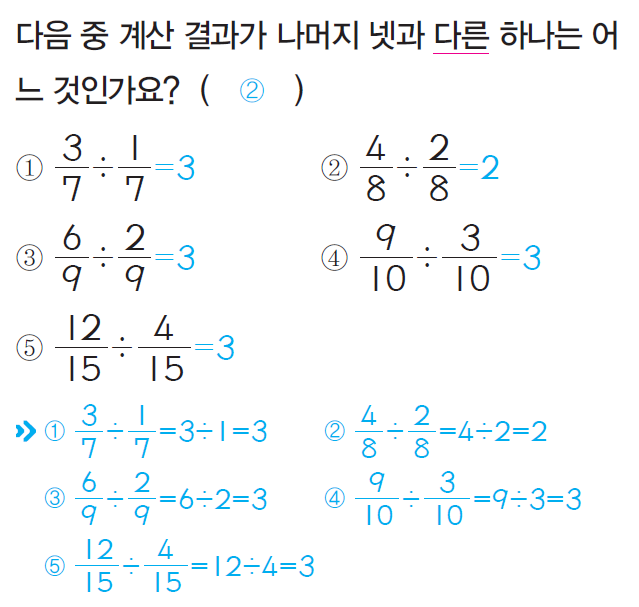 다음 중 계산 결과가 나머지 넷과 다른 하나는 어
느 것인가요? ( ② )
① 3/7 ÷ 1/7 =3 ② 4/8 ÷ 2/8 =2
③ 6/9 ÷ 2/9 =3 ④ 9/10 ÷ 3/10 =3
⑤ 12/15 ÷ 4/15 =3
» ① 3/7 ÷ 1/7 =3÷1=3 ② 4/8 ÷ 2/8 =4÷2=2
③ 6/9 ÷ 2/9 =6÷2=3 ④ 9/10 ÷ 3/10 =9÷3=3
⑤ 12/15 ÷ 4/15 =12÷4=3